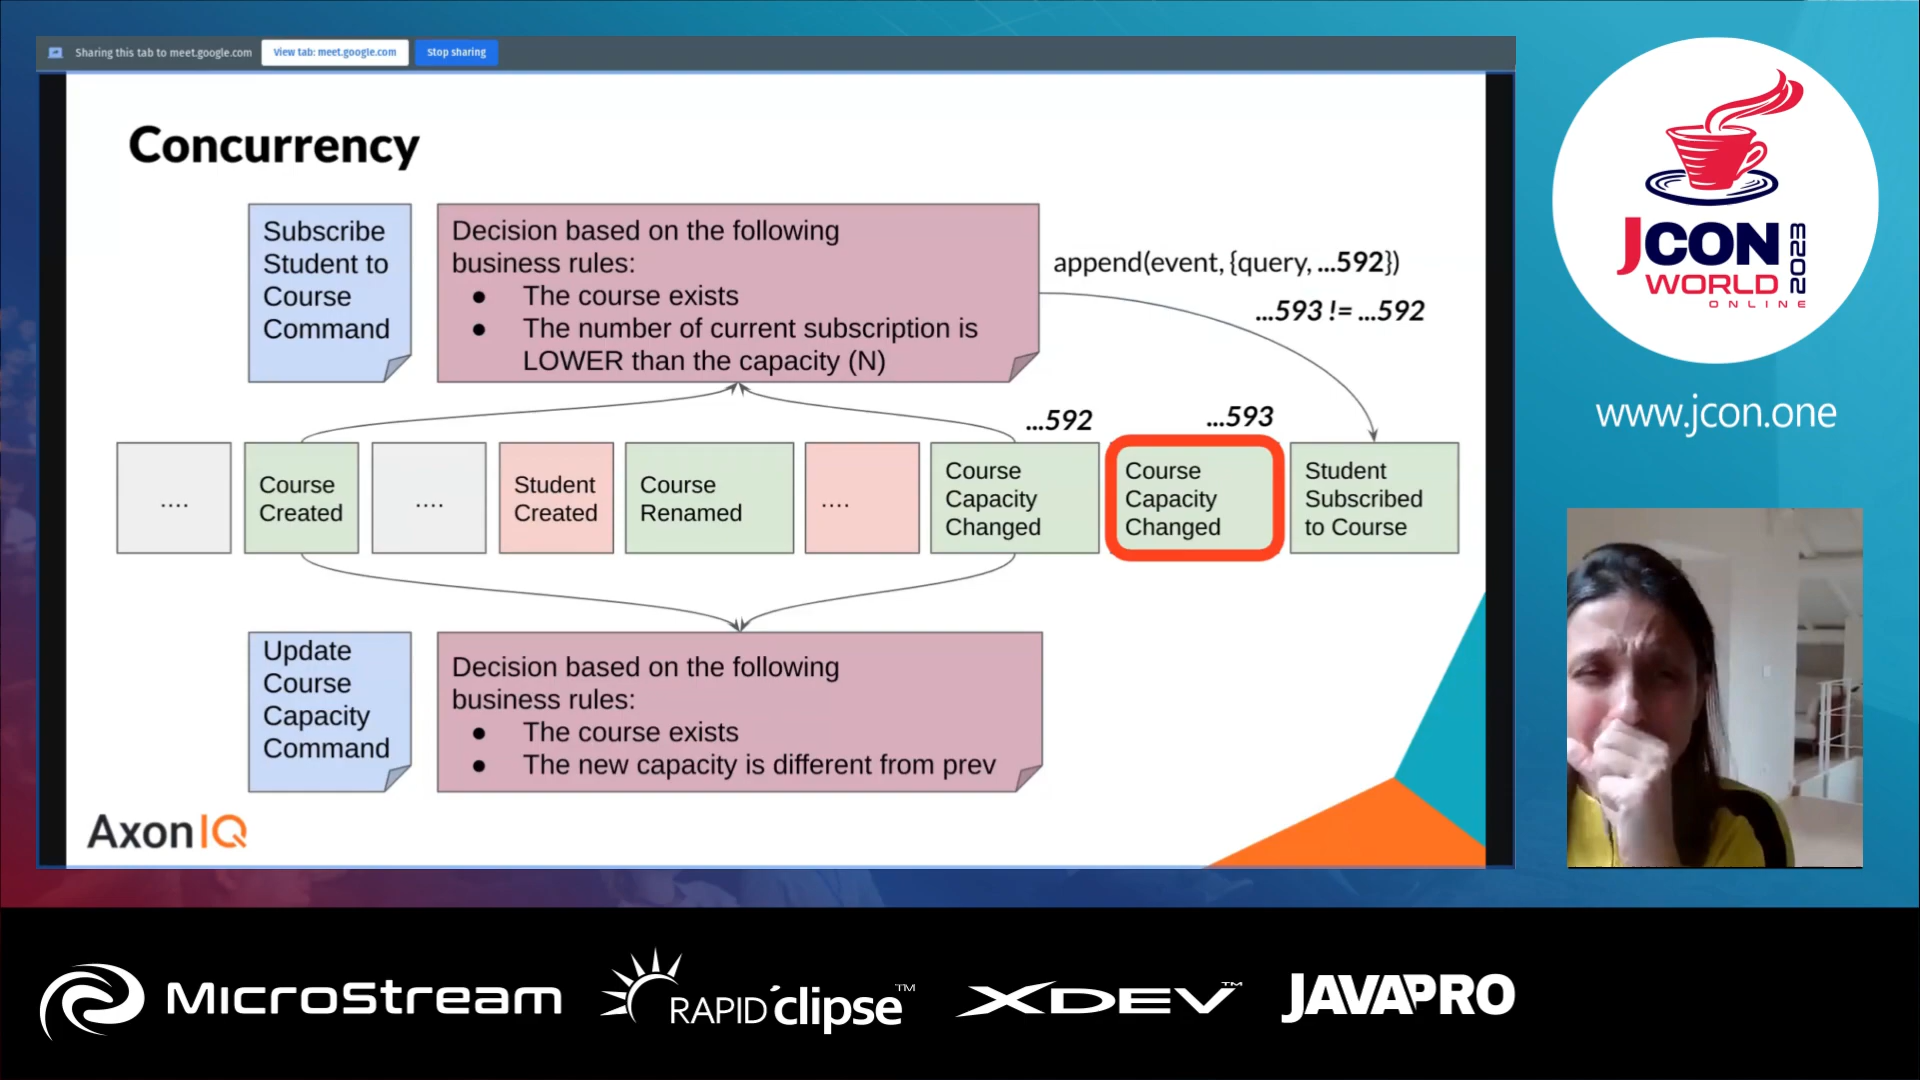 Sharing this tab to meet.google.com
View tab: meet.google.com
Stop sharing
Concurrency
Subscribe
Student to
Course
Command
Decision based on the following
business rules:
● The course exists
● The number of current subscription is
LOWER than the capacity (N)
append(event, {query, ...592})
...593 != ...592
...592
...593
....
Course
Created
....
Student
Created
Course
Renamed
....
Course
Capacity
Changed
Course
Capacity
Changed
Student
Subscribed
to Course
Update
Course
Capacity
Command
Decision based on the following
business rules:
● The course exists
● The new capacity is different from prev
AxonIQ
JCON
WORLD
ONLINE
2023
www.jcon.one
MicroStream
RAPID'clipse™
XDEV™
JAVAPRO